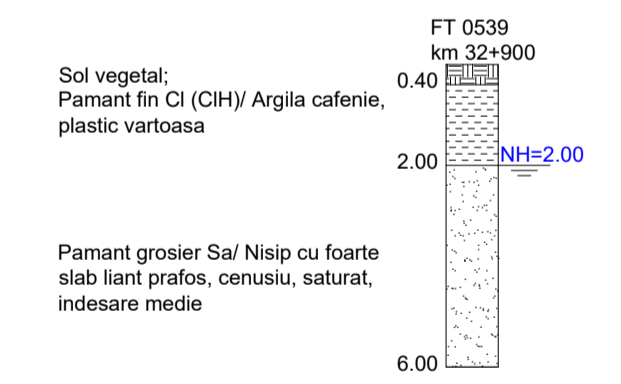 FT 0539
km 32+900
Sol vegetal;
0.40
Pamant fin Cl (ClH)/ Argila cafenie,
plastic vartoasa
NH=2.00
2.00
Pamant grosier Sa/ Nisip cu foarte
slab liant prafos, cenusiu, saturat,
indesare medie
6.00